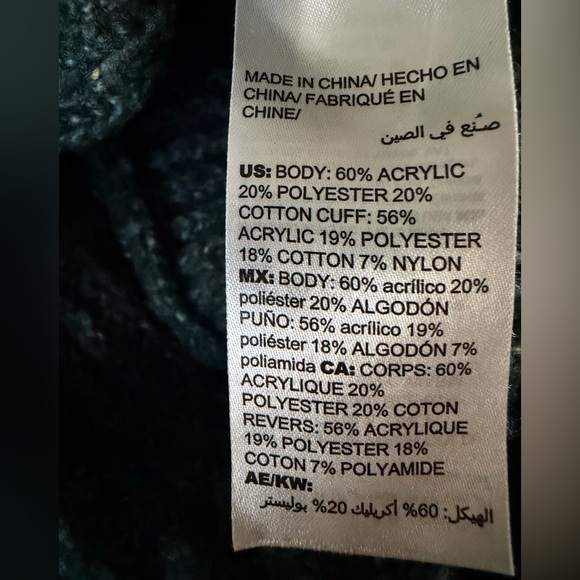 MADE IN CHINA/ HECHO EN
CHINA/ FABRIQUÉ EN
CHINE/
صُنع في الصين
US: BODY: 60% ACRYLIC
20% POLYESTER 20%
COTTON CUFF: 56%
ACRYLIC 19% POLYESTER
18% COTTON 7% NYLON
MX: BODY: 60% acrílico 20%
poliéster 20% ALGODÓN
PUÑO: 56% acrílico 19%
poliéster 18% ALGODÓN 7%
poliamida CA: CORPS: 60%
ACRYLIQUE 20%
POLYESTER 20% COTON
REVERS: 56% ACRYLIQUE
19% POLYESTER 18%
COTON 7% POLYAMIDE
AE/KW:
الهيكل: 60% أكريليك 20% بوليستر